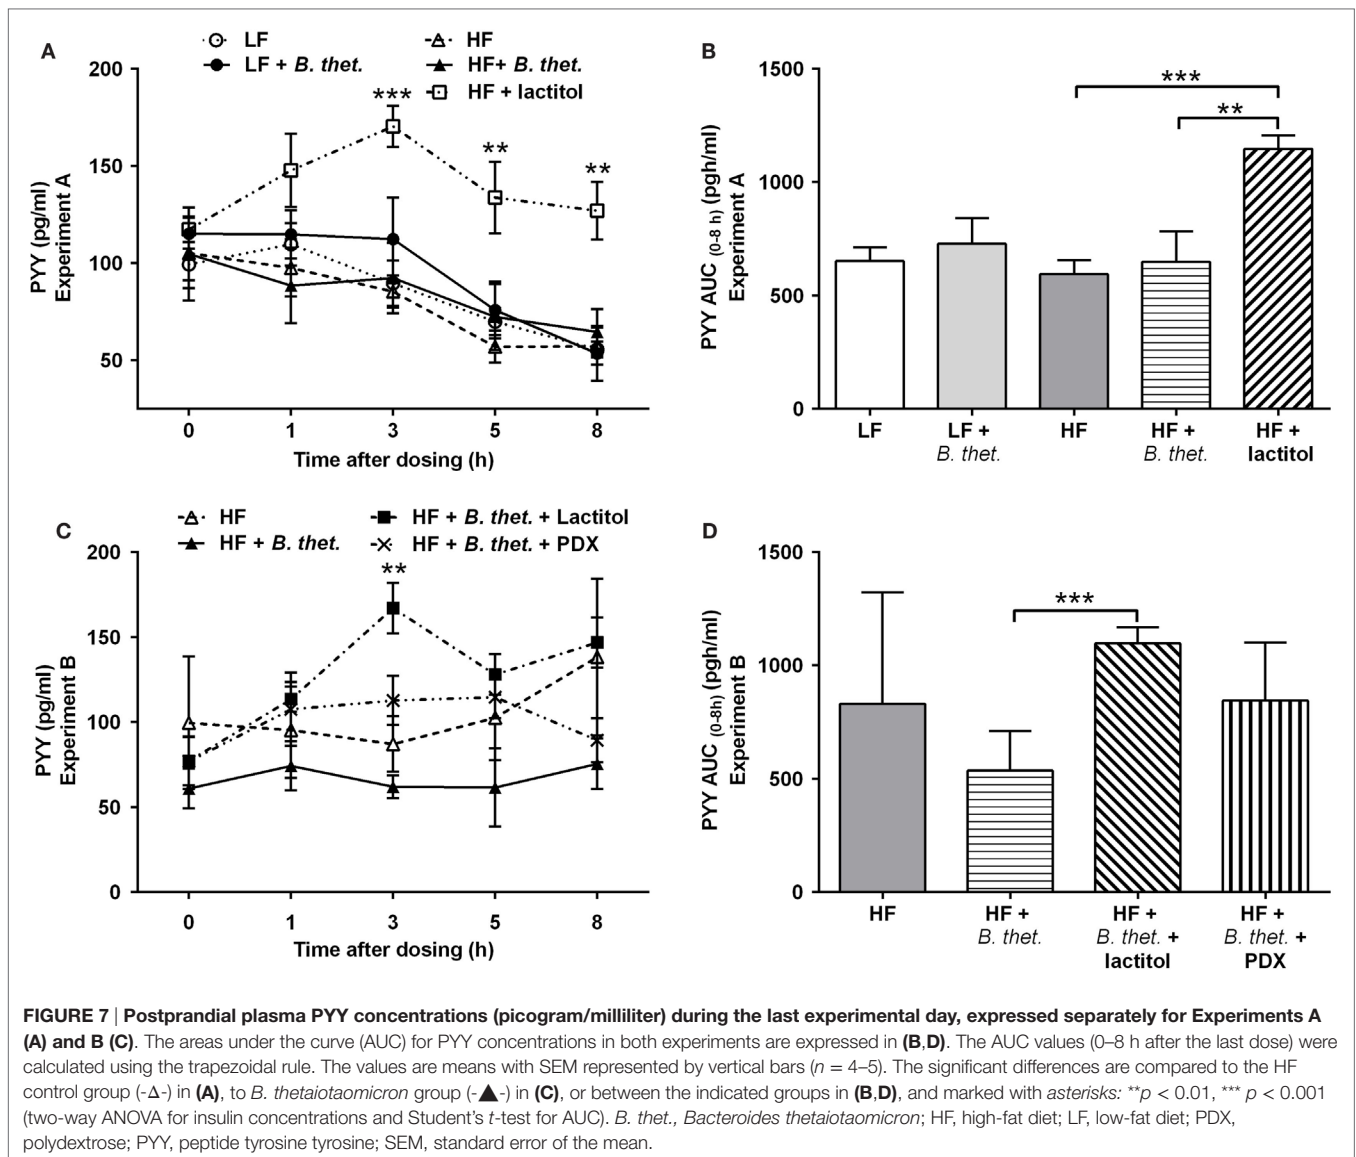 A
LF
LF + B. thet.
HF
HF+ B. thet.
HF + lactitol
PYY (pg/ml)
Experiment A
200
150
100
50
***
**
**
0 1 3 5 8
Time after dosing (h)
B
PYY AUC (0-8 h) (pgh/ml)
Experiment A
1500
1000
500
0
***
**
LF
LF +
B. thet.
HF
HF +
B. thet.
HF +
lactitol
C
HF
HF + B. thet.
HF + B. thet. + Lactitol
HF + B. thet. + PDX
PYY (pg/ml)
Experiment B
200
150
100
50
0
**
0 1 3 5 8
Time after dosing (h)
D
PYY AUC (0-8h) (pgh/ml)
Experiment B
1500
1000
500
0
***
HF
HF +
B. thet.
HF +
B. thet. +
lactitol
HF +
B. thet. +
PDX
FIGURE 7 | Postprandial plasma PYY concentrations (picogram/milliliter) during the last experimental day, expressed separately for Experiments A
(A) and B (C). The areas under the curve (AUC) for PYY concentrations in both experiments are expressed in (B,D). The AUC values (0–8 h after the last dose) were
calculated using the trapezoidal rule. The values are means with SEM represented by vertical bars (n = 4–5). The significant differences are compared to the HF
control group (-Δ-) in (A), to B. thetaiotaomicron group (-▲-) in (C), or between the indicated groups in (B,D), and marked with asterisks: **p < 0.01, *** p < 0.001
(two-way ANOVA for insulin concentrations and Student's t-test for AUC). B. thet., Bacteroides thetaiotaomicron; HF, high-fat diet; LF, low-fat diet; PDX,
polydextrose; PYY, peptide tyrosine tyrosine; SEM, standard error of the mean.